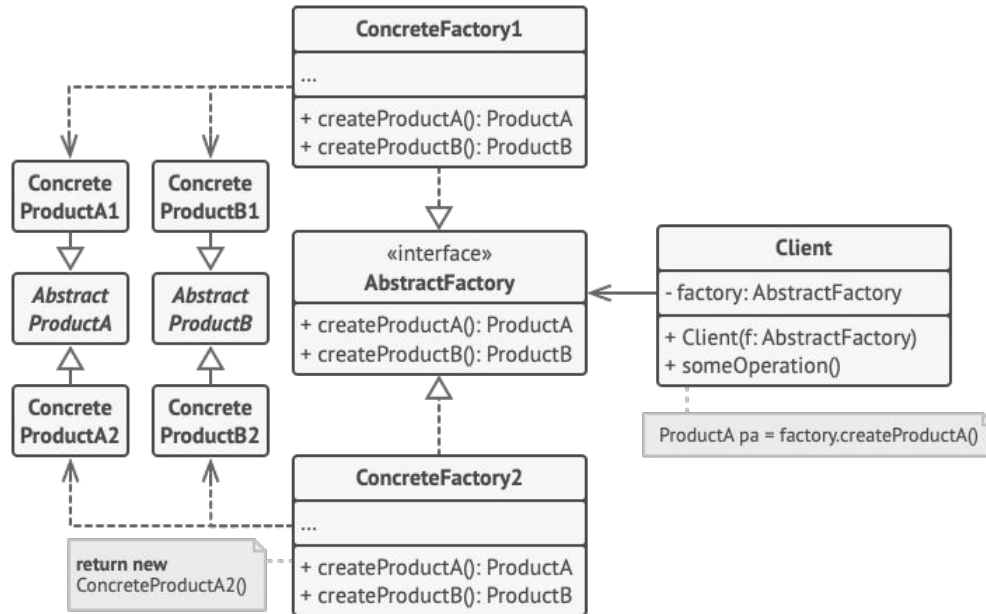 ConcreteFactory1
...
+ createProductA(): ProductA
+ createProductB(): ProductB
Concrete
ProductA1
Concrete
ProductB1
Abstract
ProductA
Abstract
ProductB
Concrete
ProductA2
Concrete
ProductB2
«interface»
AbstractFactory
+ createProductA(): ProductA
+ createProductB(): ProductB
Client
- factory: AbstractFactory
+ Client(f: AbstractFactory)
+ someOperation()
ProductA pa = factory.createProductA()
ConcreteFactory2
...
+ createProductA(): ProductA
+ createProductB(): ProductB
return new
ConcreteProductA2()